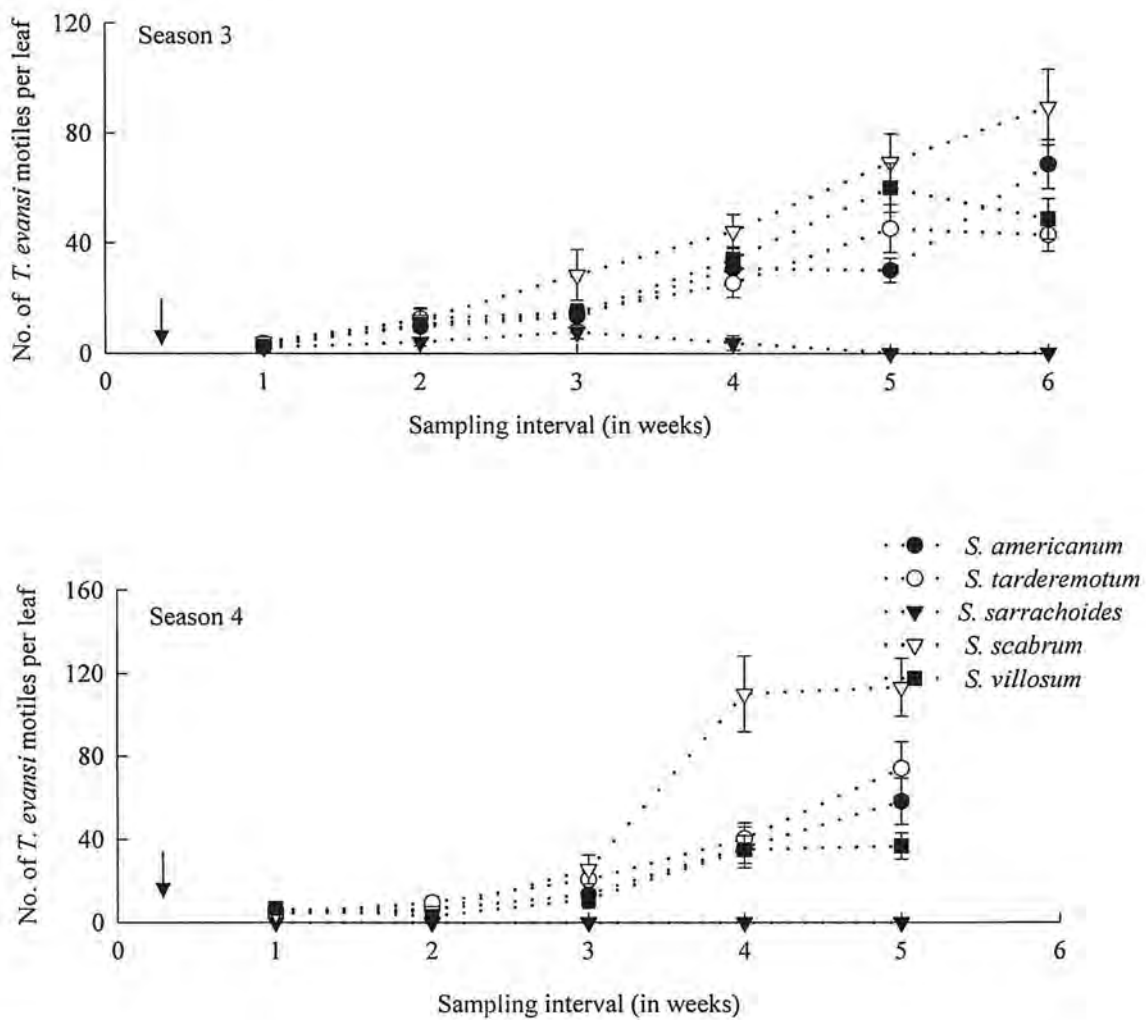 120
Season 3
80
40
0
No. of T. evansi motiles per leaf
0 1 2 3 4 5 6
Sampling interval (in weeks)
S. americanum
S. tarderemotum
S. sarrachoides
S. scabrum
S. villosum
160
Season 4
120
80
40
0
No. of T. evansi motiles per leaf
0 1 2 3 4 5 6
Sampling interval (in weeks)